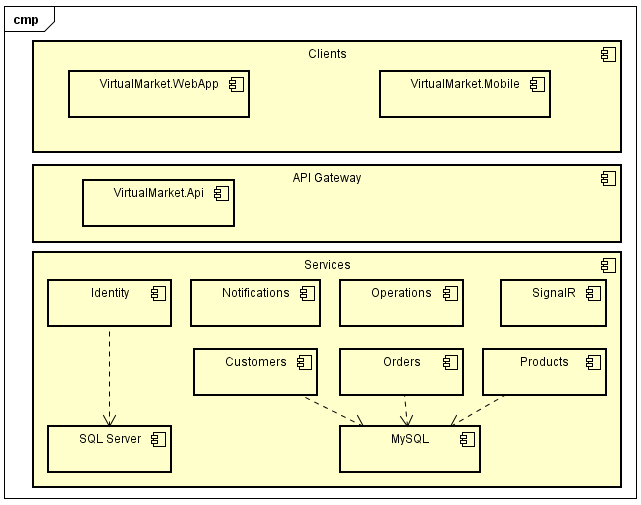 cmp
Clients
VirtualMarket.WebApp
VirtualMarket.Mobile
API Gateway
VirtualMarket.Api
Services
Identity
Notifications
Operations
SignalR
Customers
Orders
Products
SQL Server
MySQL